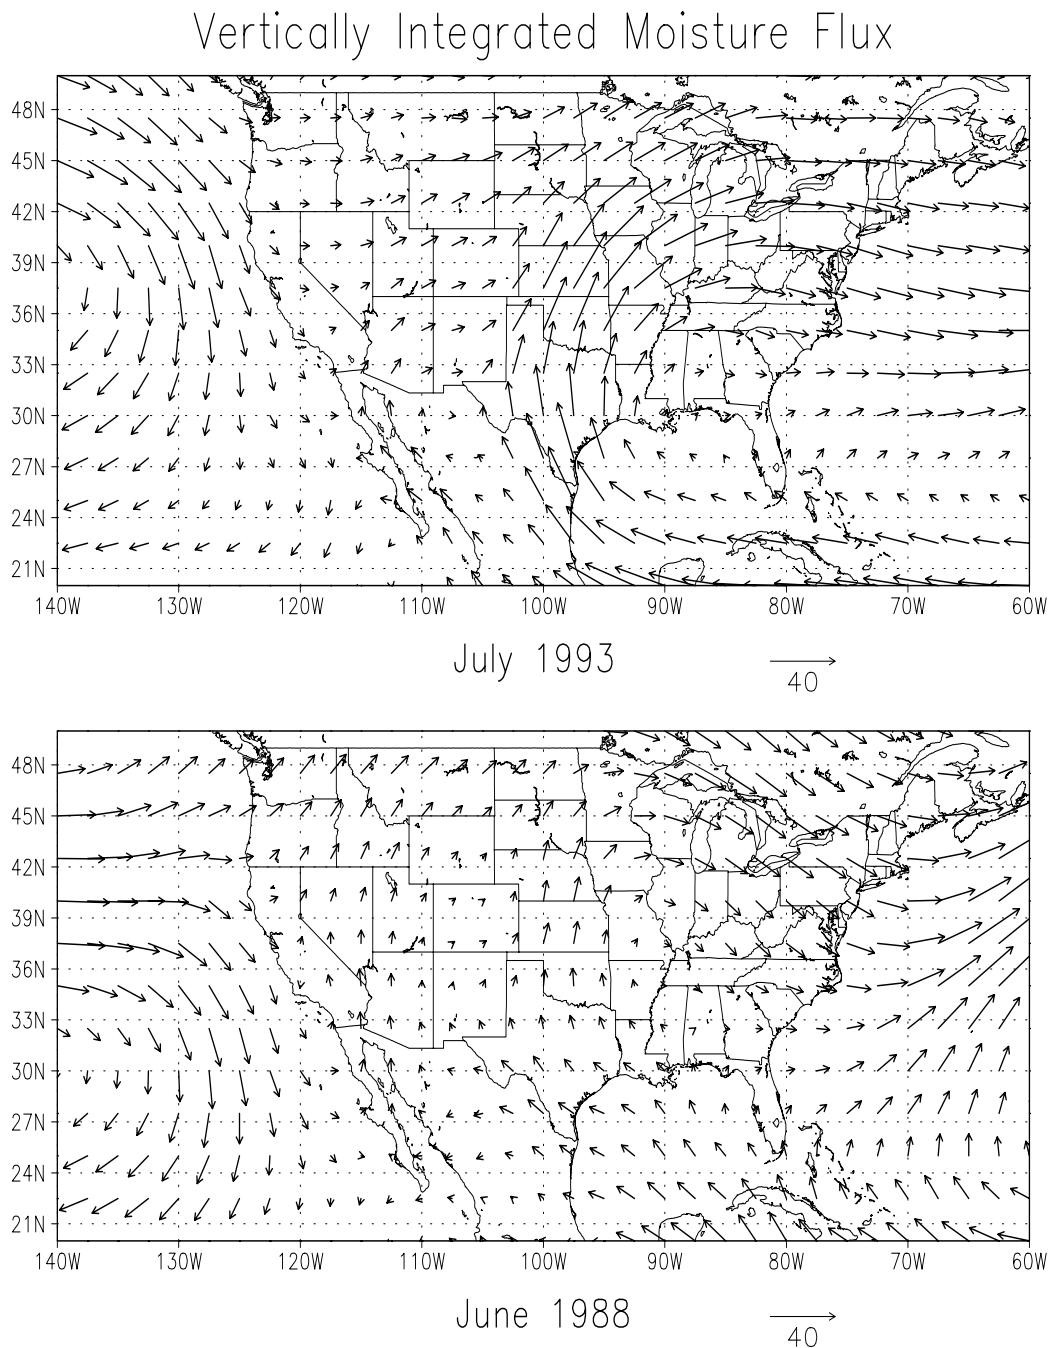 Vertically Integrated Moisture Flux
48N
45N
42N
39N
36N
33N
30N
27N
24N
21N
140W 130W 120W 110W 100W 90W 80W 70W 60W
July 1993
40
48N
45N
42N
39N
36N
33N
30N
27N
24N
21N
140W 130W 120W 110W 100W 90W 80W 70W 60W
June 1988
40